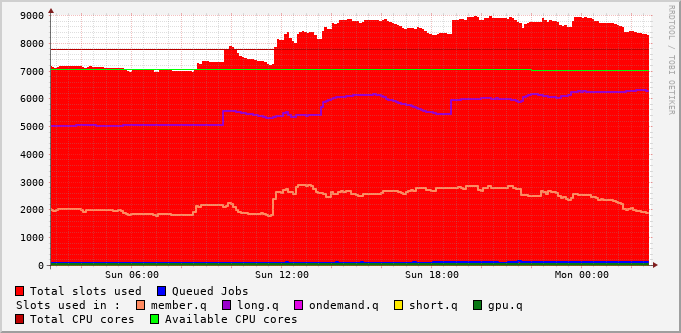 9000
8000
7000
6000
5000
4000
3000
2000
1000
0
Sun 06:00 Sun 12:00 Sun 18:00 Mon 00:00
Total slots used Queued Jobs
Slots used in : member.q long.q ondemand.q short.q gpu.q
Total CPU cores Available CPU cores
RRDTOOL / TOBI OETIKER